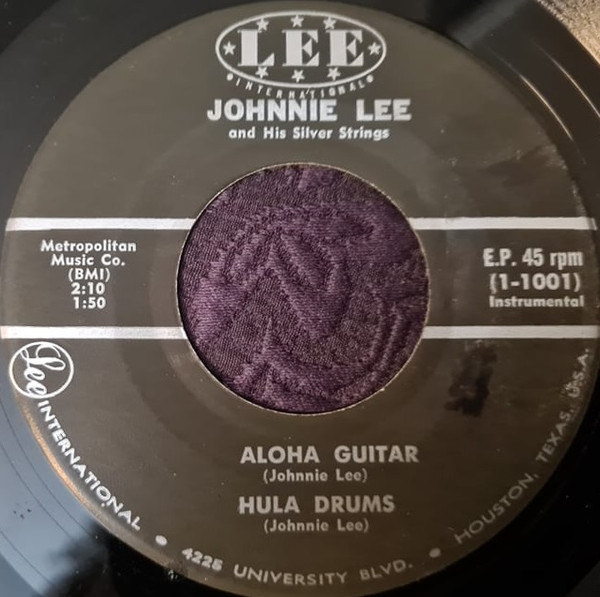 LEE
INTERNATIONAL
JOHNNIE LEE
and His Silver Strings
Metropolitan
Music Co.
(BMI)
2:10
1:50
E.P. 45 rpm
(1-1001)
Instrumental
ALOHA GUITAR
(Johnnie Lee)
HULA DRUMS
(Johnnie Lee)
Lee INTERNATIONAL • 4225 UNIVERSITY BLVD. • HOUSTON, TEXAS, U.S.A.